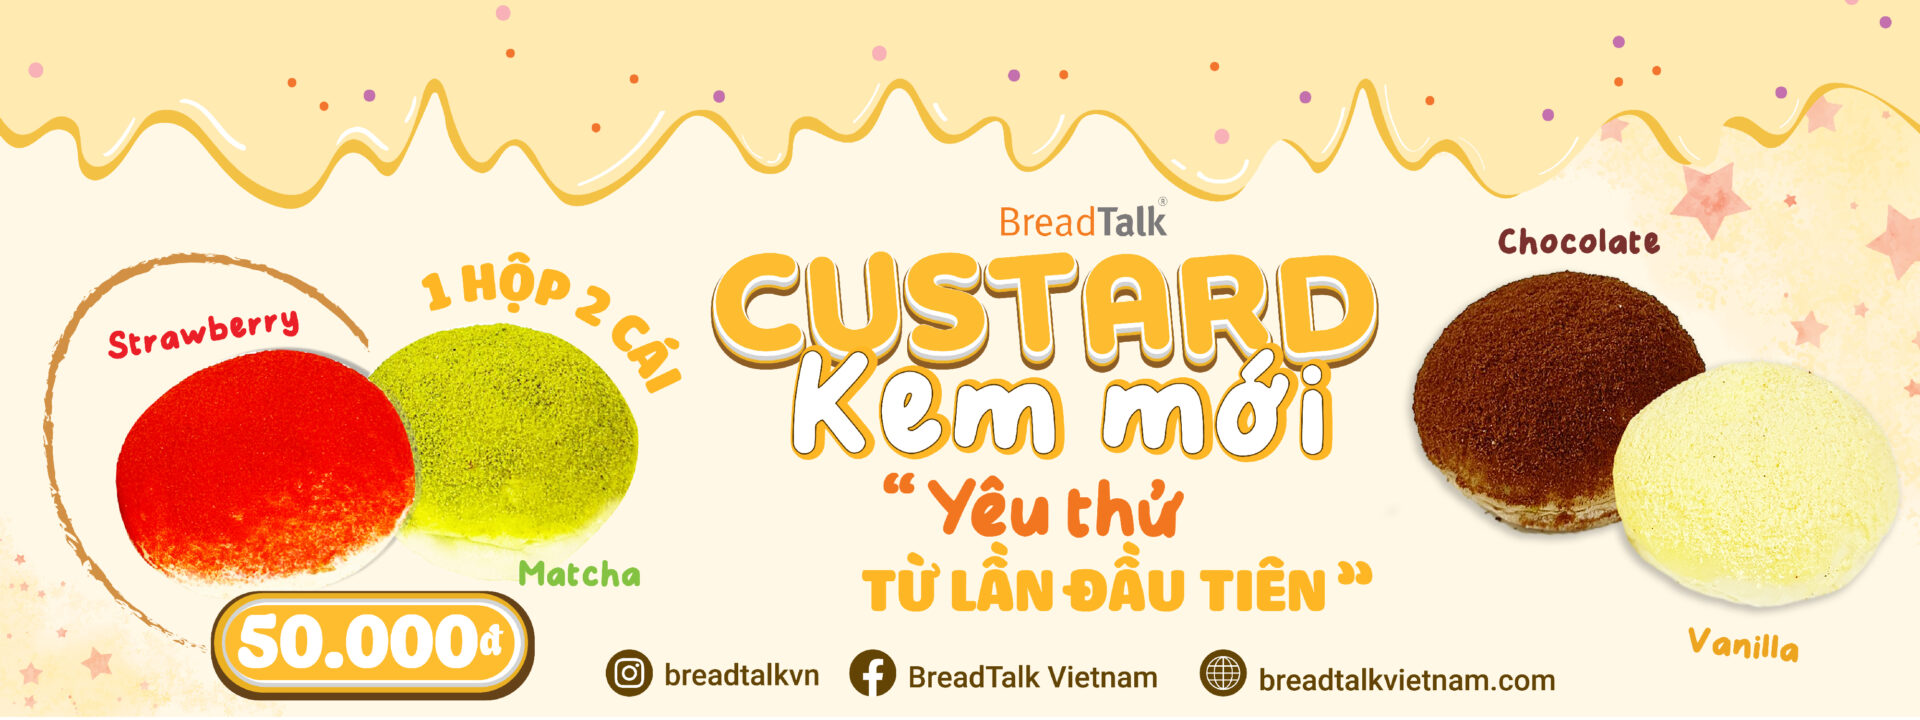 BreadTalk®
CUSTARD
Kem mới
“Yêu thử
TỪ LẦN ĐẦU TIÊN”
1 HỘP 2 CÁI
Strawberry
Matcha
50.000đ
Chocolate
Vanilla
breadtalkvn
BreadTalk Vietnam
breadtalkvietnam.com